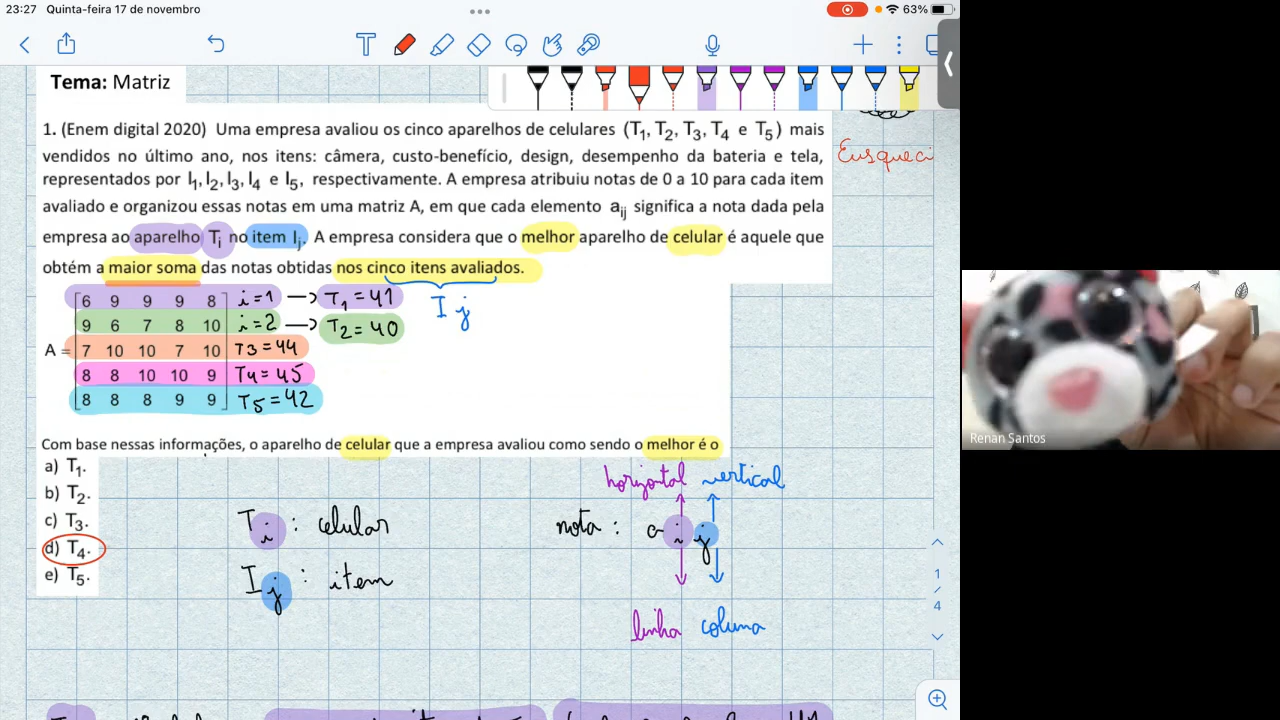 23:27 Quinta-feira 17 de novembro
63%
Tema: Matriz
1. (Enem digital 2020) Uma empresa avaliou os cinco aparelhos de celulares (T1, T2, T3, T4 e T5) mais
vendidos no último ano, nos itens: câmera, custo-benefício, design, desempenho da bateria e tela,
representados por I1, I2, I3, I4 e I5, respectivamente. A empresa atribuiu notas de 0 a 10 para cada item
avaliado e organizou essas notas em uma matriz A, em que cada elemento aij significa a nota dada pela
empresa ao aparelho Ti no item Ij. A empresa considera que o melhor aparelho de celular é aquele que
obtém a maior soma das notas obtidas nos cinco itens avaliados.
Eusqueci
6 9 9 9 8 i=1 → T1 = 41
I j
9 6 7 8 10 i=2 → T2 = 40
A = 7 10 10 7 10 T3 = 44
8 8 10 10 9 T4 = 45
8 8 8 9 9 T5 = 42
Com base nessas informações, o aparelho de celular que a empresa avaliou como sendo o melhor é o
a) T1.
b) T2.
c) T3.
d) T4.
e) T5.
Ti : celular
Ij : item
horizontal vertical
nota : a i j
linha coluna
1
/
4
Renan Santos